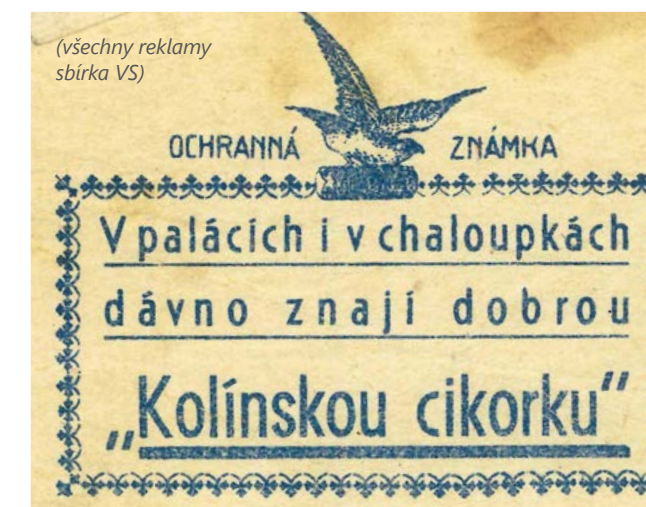 (všechny reklamy
sbírka VS)
OCHRANNÁ ZNÁMKA
V palácích i v chaloupkách
dávno znají dobrou
„Kolínskou cikorku"